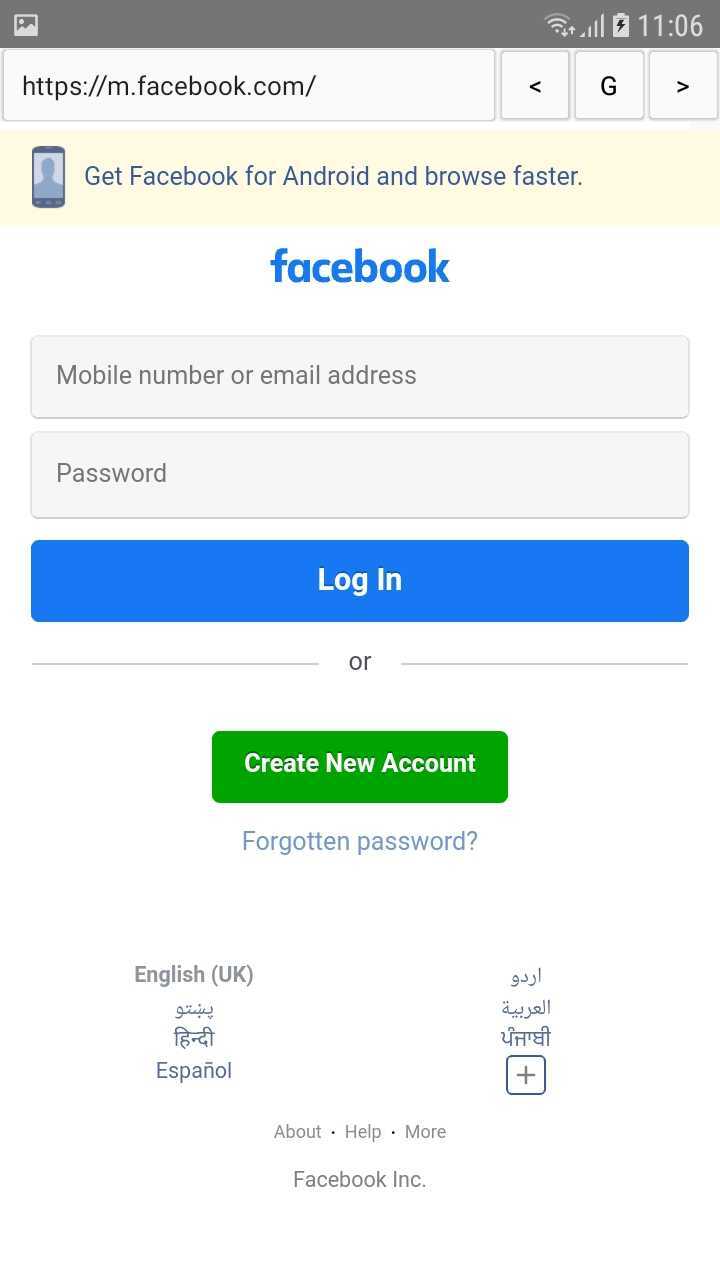 11:06
https://m.facebook.com/ < G >
Get Facebook for Android and browse faster.
facebook
Mobile number or email address
Password
Log In
or
Create New Account
Forgotten password?
English (UK) اردو
پښتو العربية
हिन्दी ਪੰਜਾਬੀ
Español +
About · Help · More
Facebook Inc.